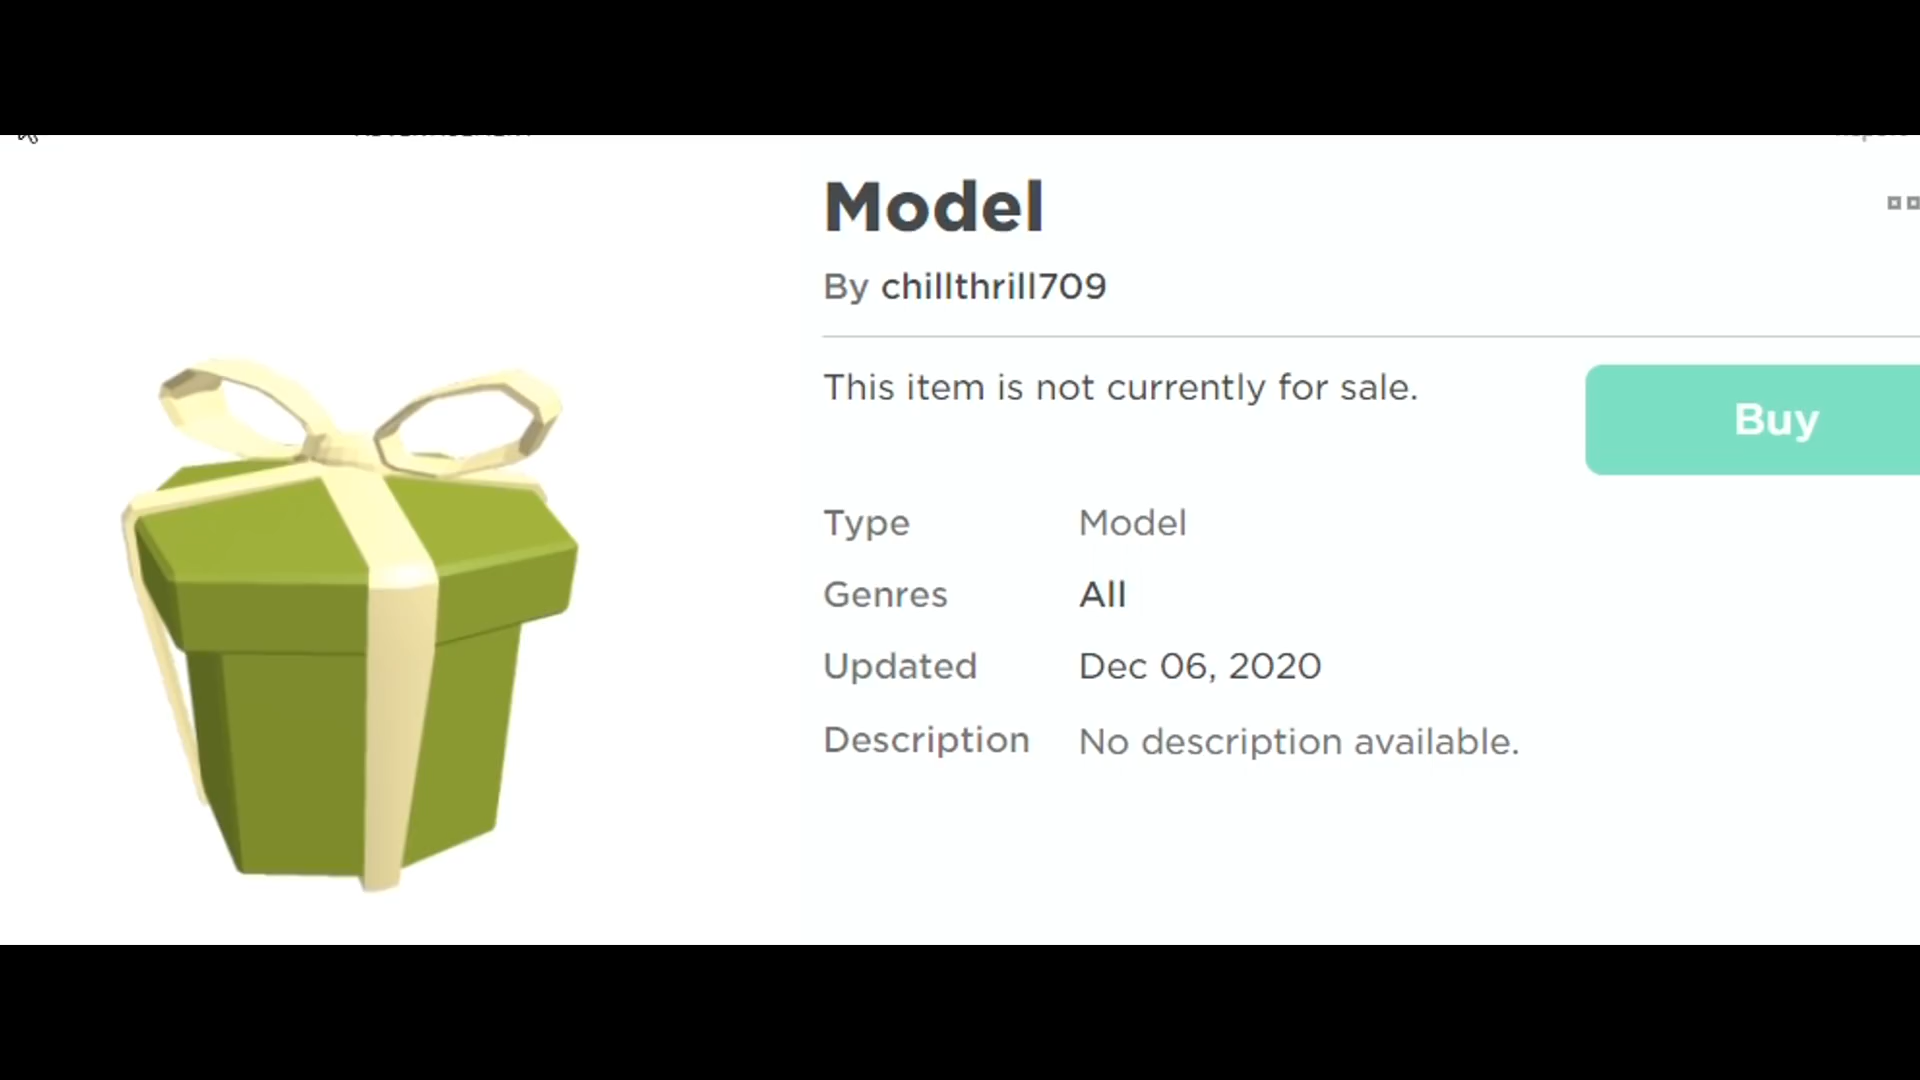 Model
By chillthrill709
This item is not currently for sale.
Buy
Type Model
Genres All
Updated Dec 06, 2020
Description No description available.